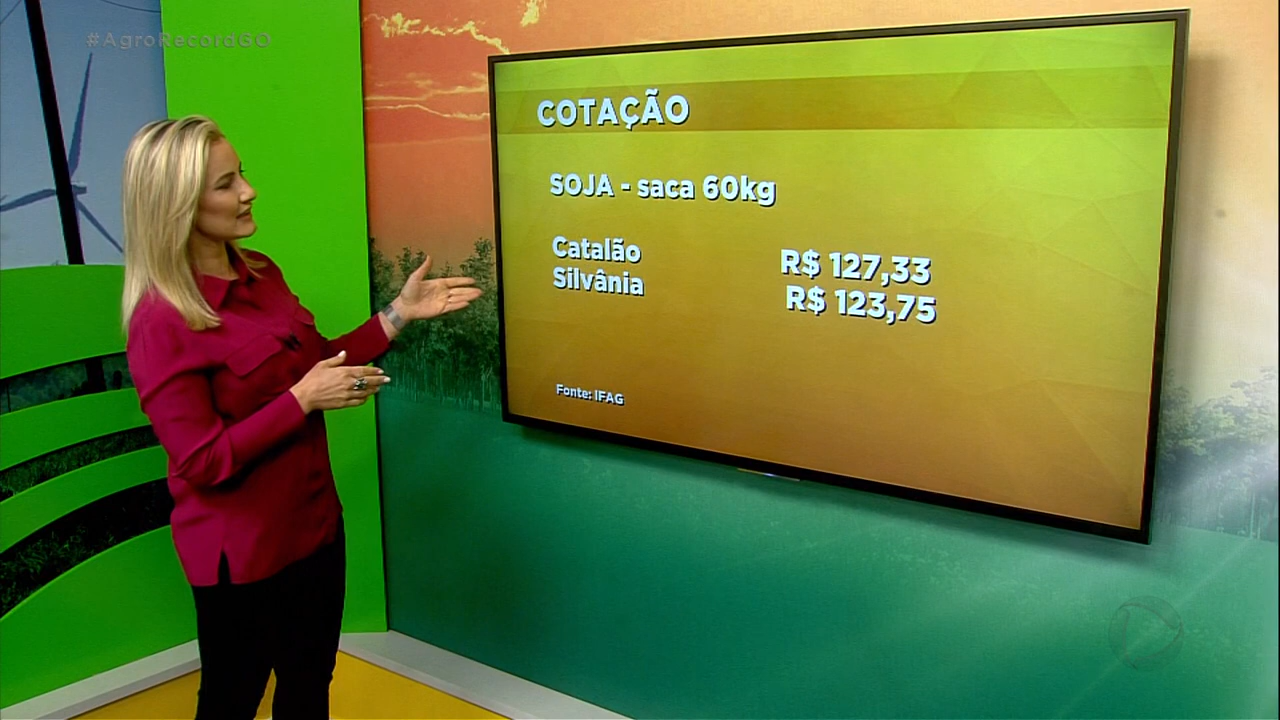 #AgroRecordGO
COTAÇÃO
SOJA - saca 60kg
Catalão R$ 127,33
Silvânia R$ 123,75
Fonte: IFAG